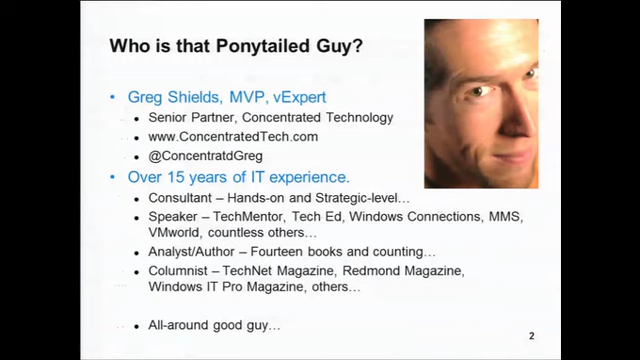 Who is that Ponytailed Guy?
• Greg Shields, MVP, vExpert
• Senior Partner, Concentrated Technology
• www.ConcentratedTech.com
• @ConcentratdGreg
• Over 15 years of IT experience.
• Consultant – Hands-on and Strategic-level…
• Speaker – TechMentor, Tech Ed, Windows Connections, MMS,
VMworld, countless others…
• Analyst/Author – Fourteen books and counting…
• Columnist – TechNet Magazine, Redmond Magazine,
Windows IT Pro Magazine, others…
• All-around good guy…
2